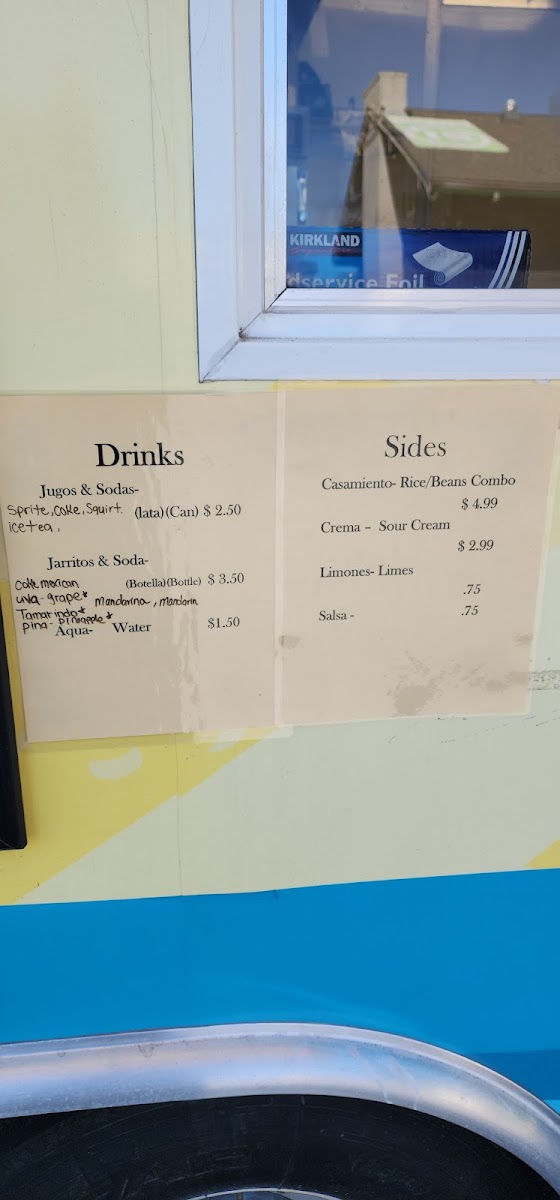 KIRKLAND
dservice Foil
Drinks
Jugos & Sodas-
Sprite, Coke, Squirt. (lata)(Can) $ 2.50
ice tea,
Jarritos & Soda-
coke mexican (Botella)(Bottle) $ 3.50
uva-grape* mandarina, mandarin
Tamarindo*
pina- pineapple*
Aqua- Water $1.50
Sides
Casamiento- Rice/Beans Combo
$ 4.99
Crema – Sour Cream
$ 2.99
Limones- Limes
.75
Salsa - .75